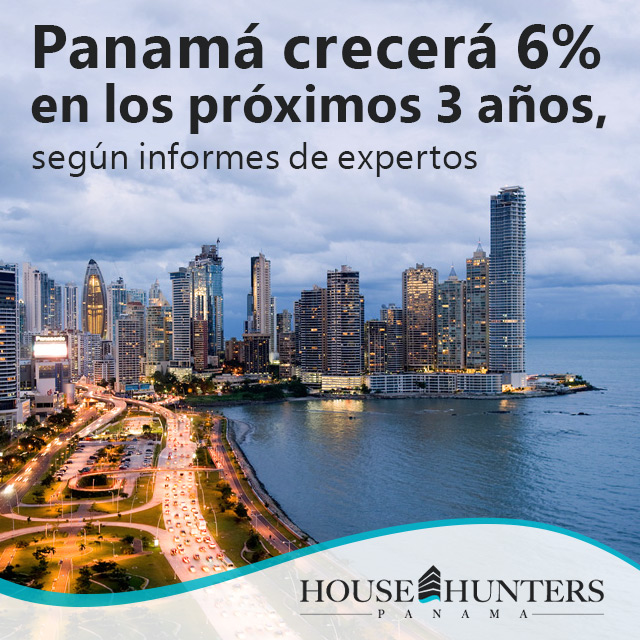 Panamá crecerá 6%
en los próximos 3 años,
según informes de expertos
HOUSE HUNTERS
PANAMA